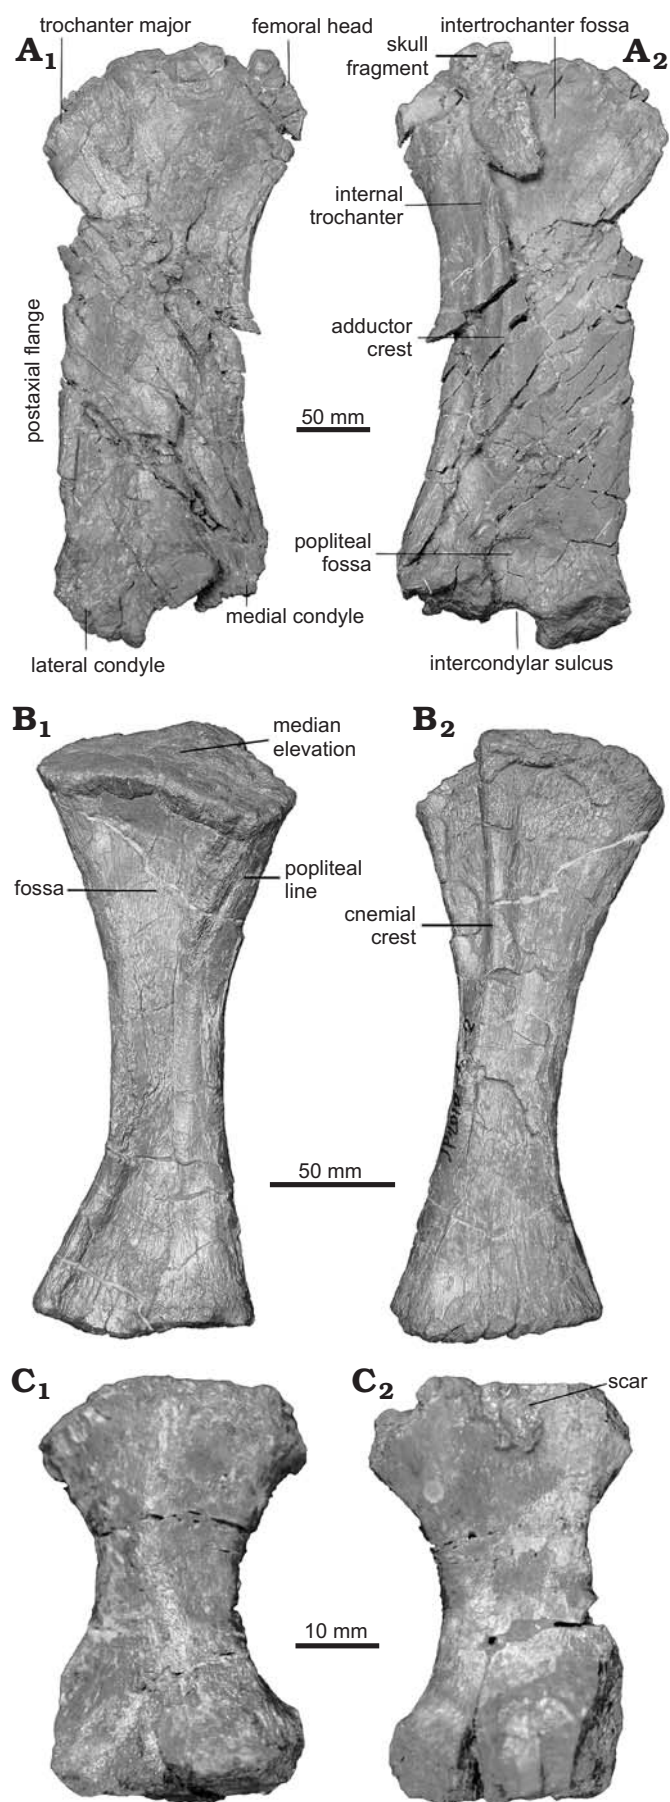 trochanter major
femoral head
intertrochanter fossa
A1
skull
fragment
A2
internal
trochanter
postaxial flange
adductor
crest
50 mm
popliteal
fossa
medial condyle
lateral condyle
intercondylar sulcus
B1
median
elevation
B2
fossa
popliteal
line
cnemial
crest
50 mm
C1
C2
scar
10 mm